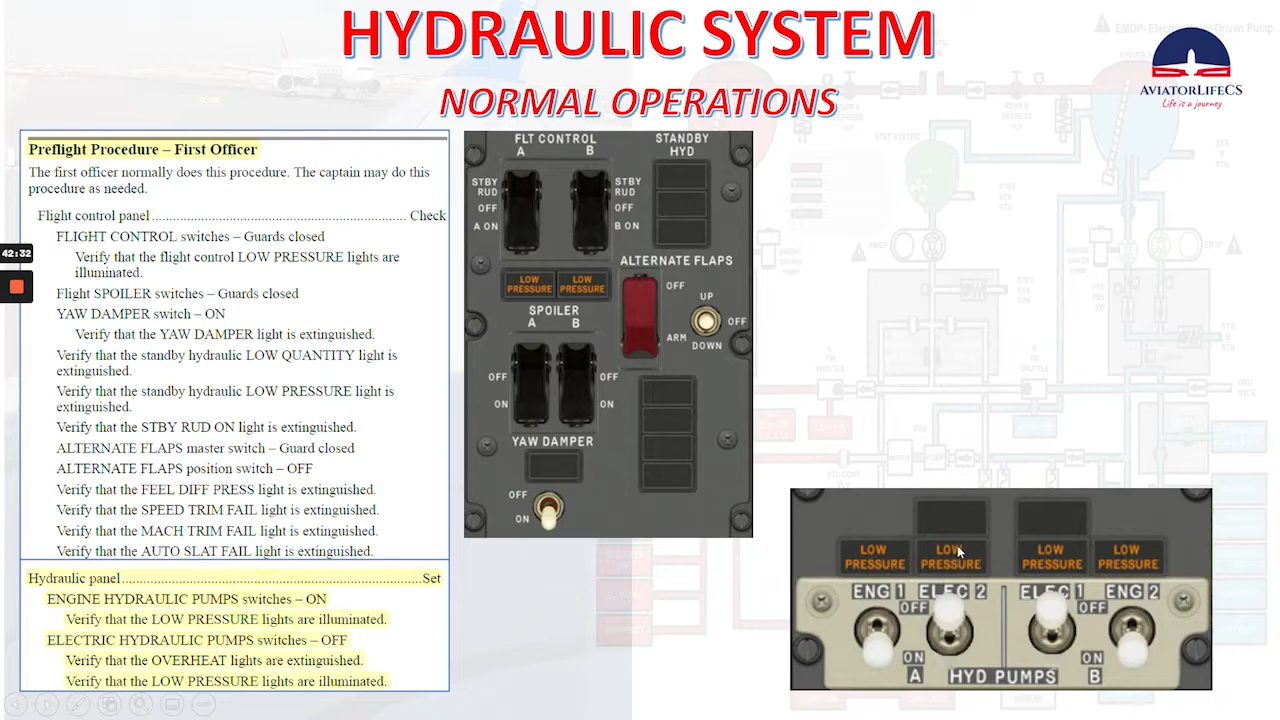 HYDRAULIC SYSTEM
NORMAL OPERATIONS
AVIATORLIFECS
Life is a journey
Preflight Procedure – First Officer
The first officer normally does this procedure. The captain may do this
procedure as needed.
Flight control panel.................................................................. Check
FLIGHT CONTROL switches – Guards closed
Verify that the flight control LOW PRESSURE lights are
illuminated.
Flight SPOILER switches – Guards closed
YAW DAMPER switch – ON
Verify that the YAW DAMPER light is extinguished.
Verify that the standby hydraulic LOW QUANTITY light is
extinguished.
Verify that the standby hydraulic LOW PRESSURE light is
extinguished.
Verify that the STBY RUD ON light is extinguished.
ALTERNATE FLAPS master switch – Guard closed
ALTERNATE FLAPS position switch – OFF
Verify that the FEEL DIFF PRESS light is extinguished.
Verify that the SPEED TRIM FAIL light is extinguished.
Verify that the MACH TRIM FAIL light is extinguished.
Verify that the AUTO SLAT FAIL light is extinguished.
Hydraulic panel...........................................................................Set
ENGINE HYDRAULIC PUMPS switches – ON
Verify that the LOW PRESSURE lights are illuminated.
ELECTRIC HYDRAULIC PUMPS switches – OFF
Verify that the OVERHEAT lights are extinguished.
Verify that the LOW PRESSURE lights are illuminated.
42:32
FLT CONTROL
A B
STANDBY
HYD
STBY
RUD
OFF
A ON
STBY
RUD
OFF
B ON
LOW
PRESSURE
LOW
PRESSURE
ALTERNATE FLAPS
OFF
ARM
UP
OFF
DOWN
SPOILER
A B
OFF
ON
OFF
ON
YAW DAMPER
OFF
ON
LOW
PRESSURE
LOW
PRESSURE
LOW
PRESSURE
LOW
PRESSURE
ENG 1 ELEC 2 ELEC 1 ENG 2
OFF OFF
ON ON
A HYD PUMPS B